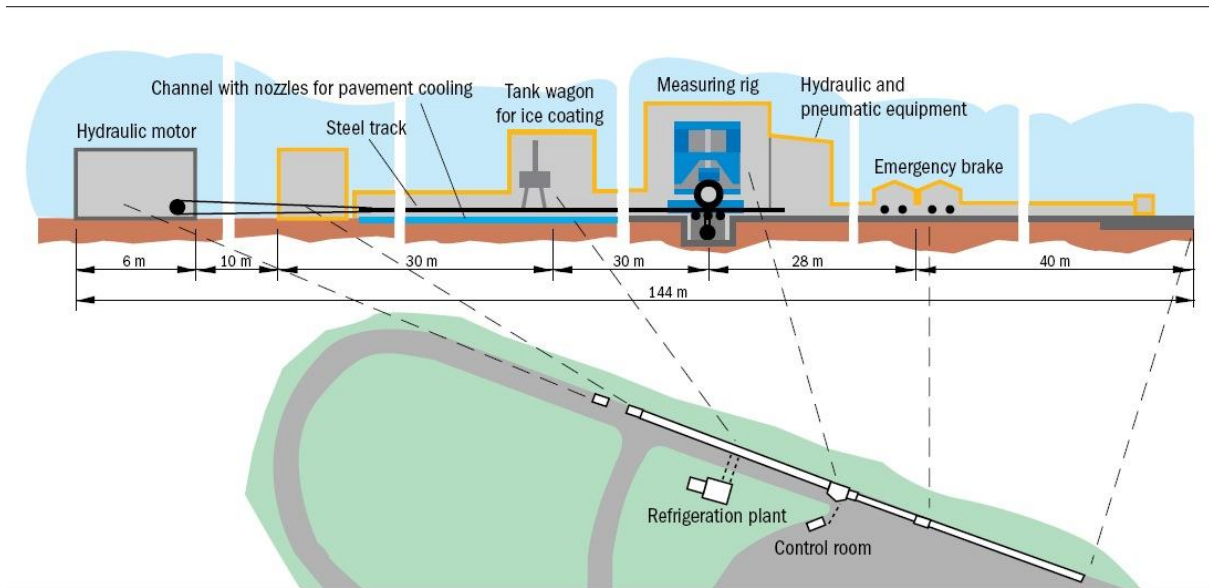 Channel with nozzles for pavement cooling
Tank wagon
for ice coating
Measuring rig
Hydraulic and
pneumatic equipment
Hydraulic motor
Steel track
Emergency brake
6 m
10 m
30 m
30 m
28 m
40 m
144 m
Refrigeration plant
Control room